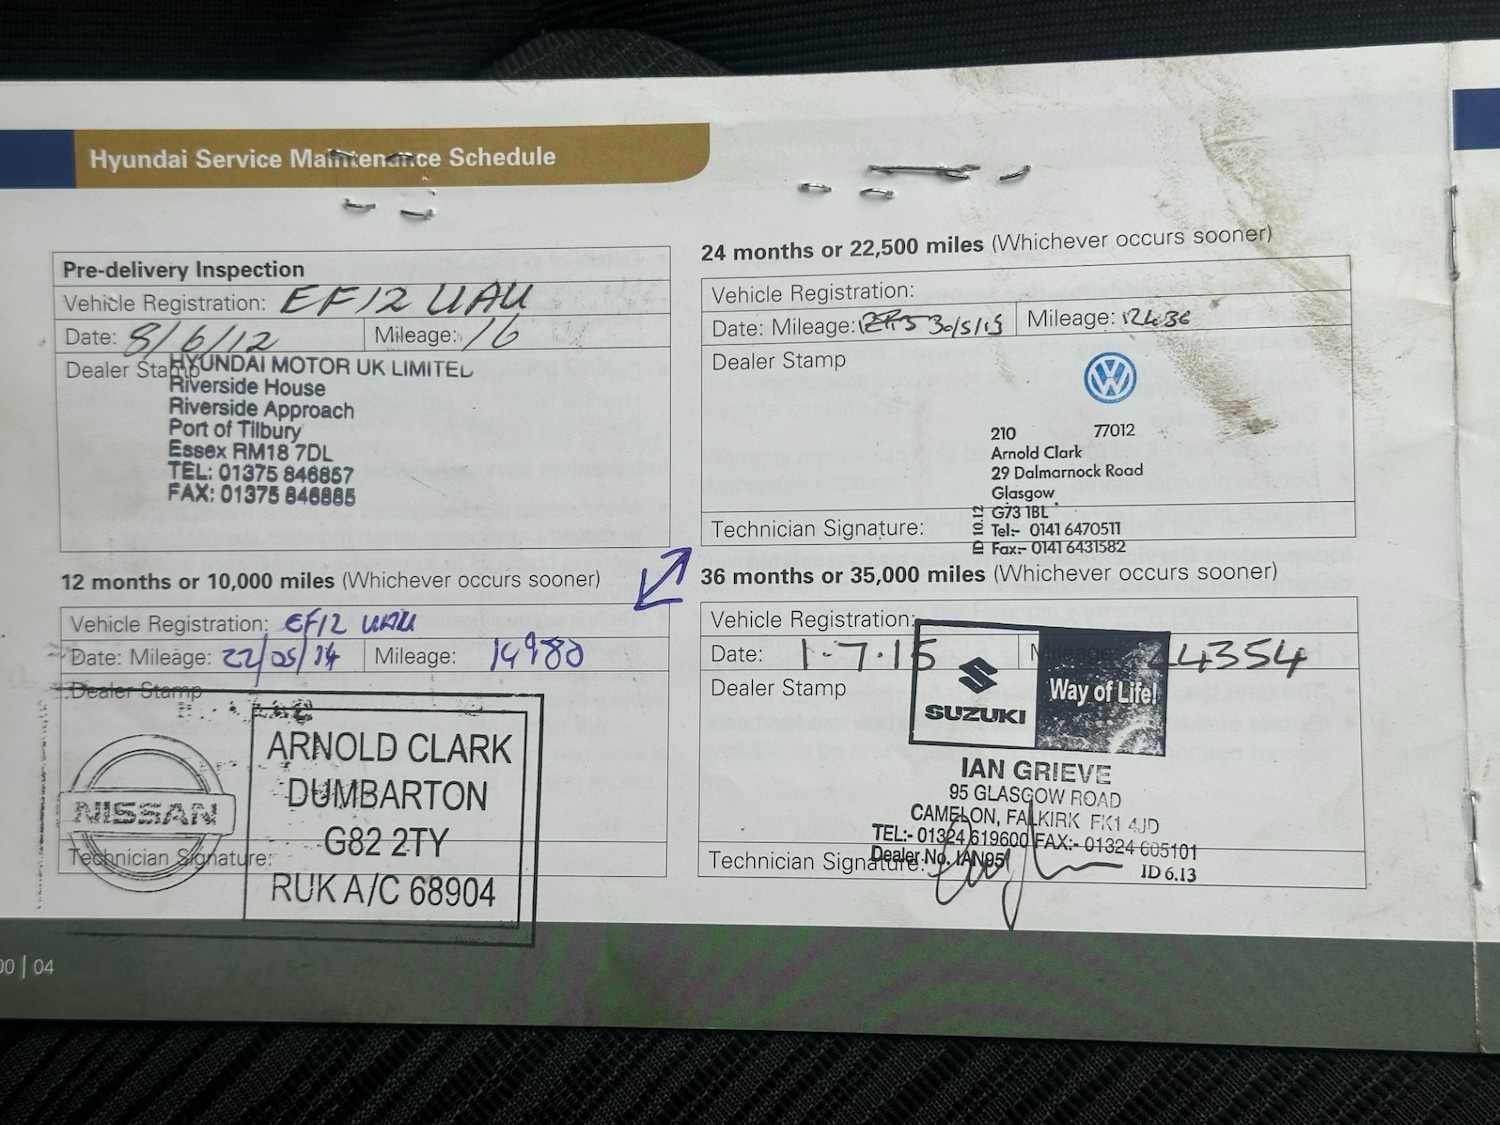 Hyundai Service Maintenance Schedule
Pre-delivery Inspection
Vehicle Registration: EF12 UAU
Date: 8/6/12 Mileage: 16
Dealer Stamp
HYUNDAI MOTOR UK LIMITED
Riverside House
Riverside Approach
Port of Tilbury
Essex RM18 7DL
TEL: 01375 846867
FAX: 01375 846885
12 months or 10,000 miles (Whichever occurs sooner)
Vehicle Registration: EF12 UAU
Date: Mileage: 22/05/14 Mileage: 14980
Dealer Stamp
NISSAN
ARNOLD CLARK
DUMBARTON
G82 2TY
RUK A/C 68904
Technician Signature:
00 | 04
24 months or 22,500 miles (Whichever occurs sooner)
Vehicle Registration:
Date: Mileage: 30/5/13 Mileage: 12436
Dealer Stamp
VW
210 77012
Arnold Clark
29 Dalmarnock Road
Glasgow
G73 1BL
Technician Signature:
Tel:- 0141 6470511
Fax:- 0141 6431582
ID 10.12
36 months or 35,000 miles (Whichever occurs sooner)
Vehicle Registration:
Date: 1-7-15 Mileage: 24354
Dealer Stamp
SUZUKI Way of Life!
IAN GRIEVE
95 GLASGOW ROAD
CAMELON, FALKIRK FK1 4JD
TEL:- 01324 619600 FAX:- 01324 605101
Dealer No. IAN95
Technician Signature:
ID 6.13